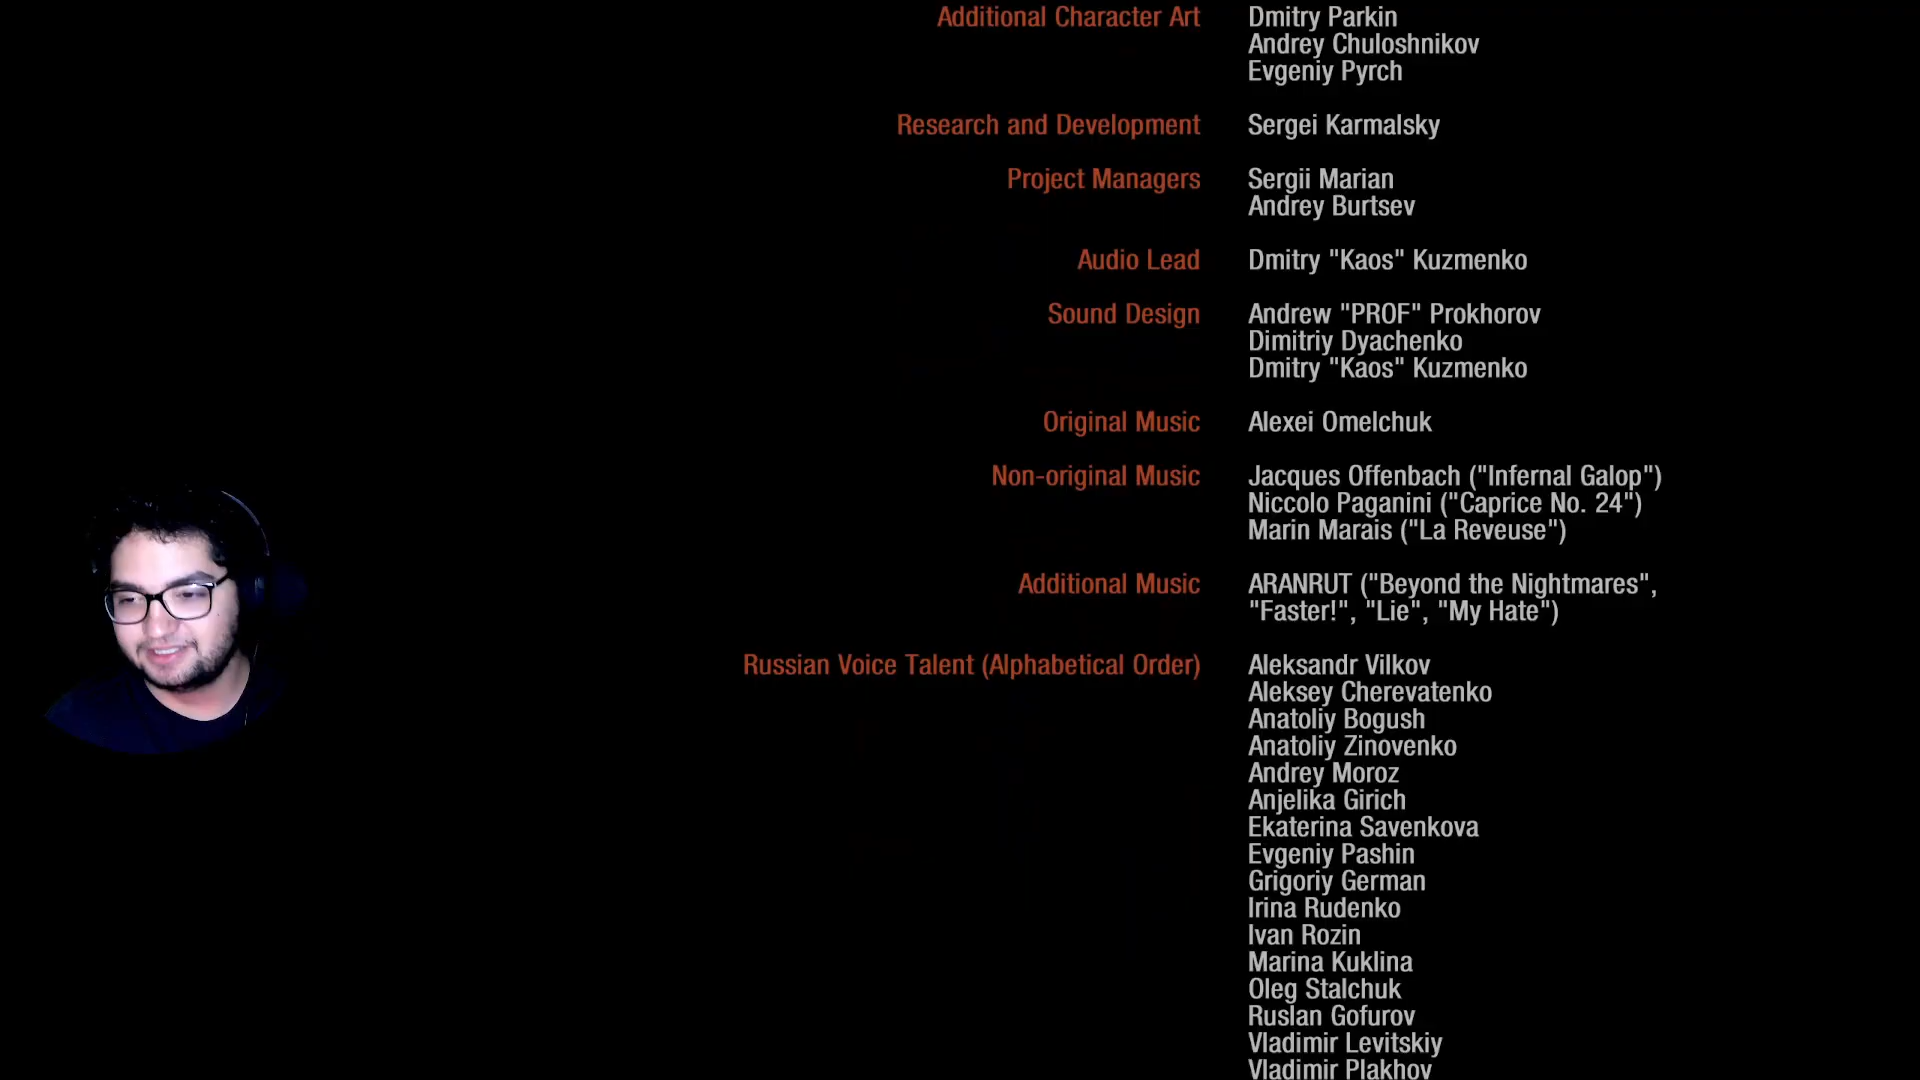 Additional Character Art Dmitry Parkin
Andrey Chuloshnikov
Evgeniy Pyrch
Research and Development Sergei Karmalsky
Project Managers Sergii Marian
Andrey Burtsev
Audio Lead Dmitry "Kaos" Kuzmenko
Sound Design Andrew "PROF" Prokhorov
Dimitriy Dyachenko
Dmitry "Kaos" Kuzmenko
Original Music Alexei Omelchuk
Non-original Music Jacques Offenbach ("Infernal Galop")
Niccolo Paganini ("Caprice No. 24")
Marin Marais ("La Reveuse")
Additional Music ARANRUT ("Beyond the Nightmares",
"Faster!", "Lie", "My Hate")
Russian Voice Talent (Alphabetical Order) Aleksandr Vilkov
Aleksey Cherevatenko
Anatoliy Bogush
Anatoliy Zinovenko
Andrey Moroz
Anjelika Girich
Ekaterina Savenkova
Evgeniy Pashin
Grigoriy German
Irina Rudenko
Ivan Rozin
Marina Kuklina
Oleg Stalchuk
Ruslan Gofurov
Vladimir Levitskiy
Vladimir Plakhov